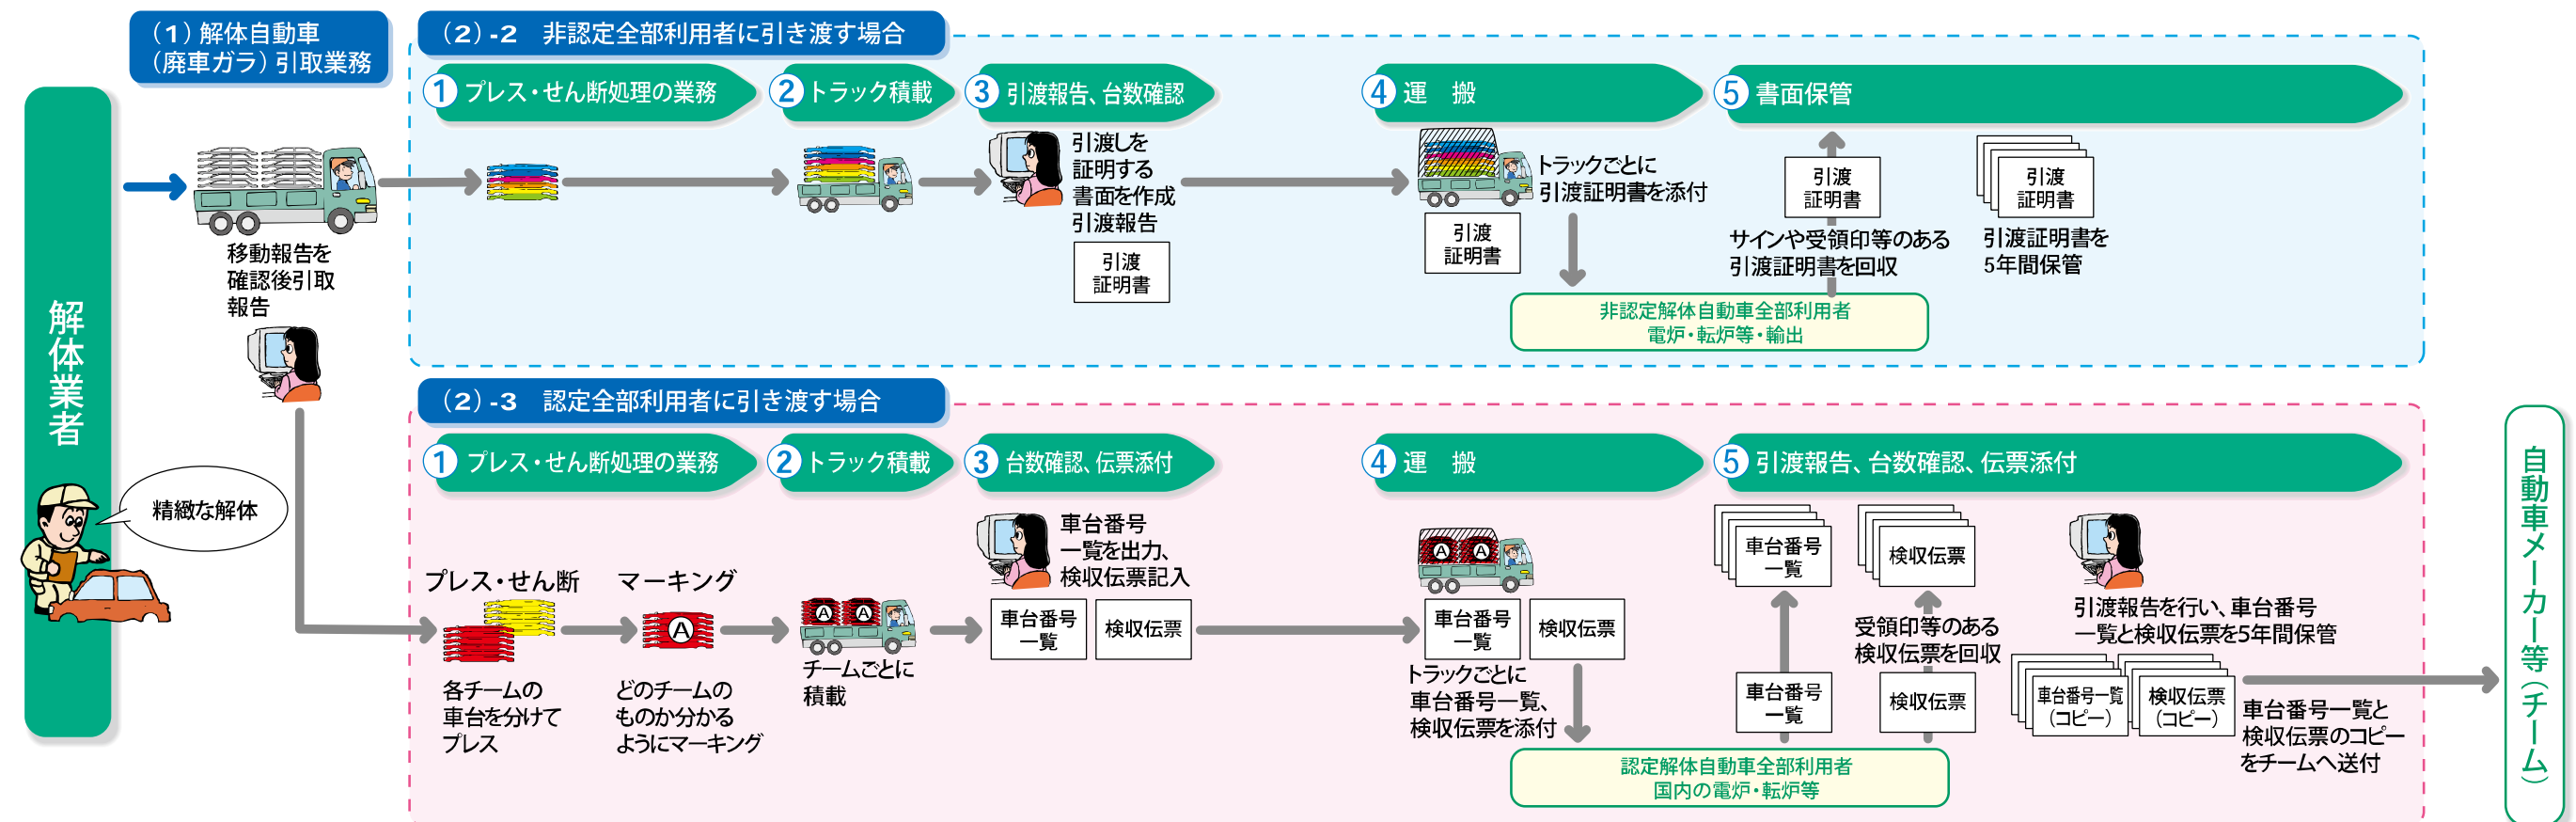 （1）解体自動車
（廃車ガラ）引取業務
解体業者
移動報告を
確認後引取
報告
精緻な解体
（2）-2　非認定全部利用者に引き渡す場合
① プレス・せん断処理の業務
② トラック積載
③ 引渡報告、台数確認
④ 運　搬
⑤ 書面保管
引渡しを
証明する
書面を作成
引渡報告
引渡
証明書
トラックごとに
引渡証明書を添付
引渡
証明書
引渡
証明書
サインや受領印等のある
引渡証明書を回収
引渡
証明書
引渡証明書を
5年間保管
非認定解体自動車全部利用者
電炉・転炉等・輸出
（2）-3　認定全部利用者に引き渡す場合
① プレス・せん断処理の業務
② トラック積載
③ 台数確認、伝票添付
④ 運　搬
⑤ 引渡報告、台数確認、伝票添付
プレス・せん断
各チームの
車台を分けて
プレス
マーキング
A
どのチームの
ものか分かる
ようにマーキング
A A
チームごとに
積載
車台番号
一覧を出力、
検収伝票記入
車台番号
一覧
検収伝票
A A
車台番号
一覧
検収伝票
トラックごとに
車台番号一覧、
検収伝票を添付
車台番号
一覧
検収伝票
受領印等のある
検収伝票を回収
車台番号
一覧
検収伝票
引渡報告を行い、車台番号
一覧と検収伝票を5年間保管
車台番号一覧
（コピー）
検収伝票
（コピー）
車台番号一覧と
検収伝票のコピー
をチームへ送付
認定解体自動車全部利用者
国内の電炉・転炉等
自動車メーカー等（チーム）